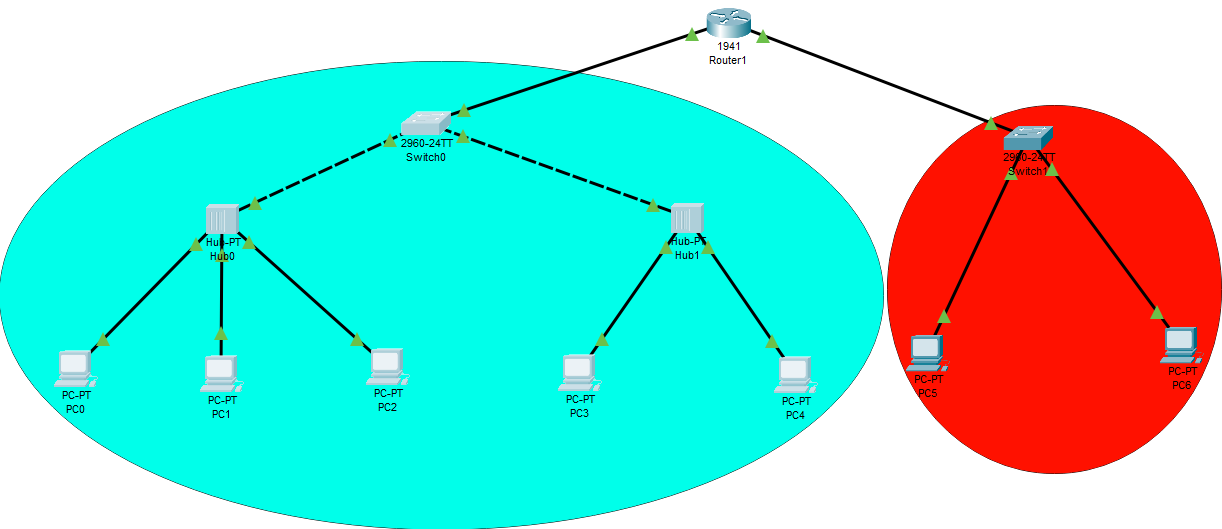 1941
Router1
2960-24TT
Switch0
2960-24TT
Switch1
Hub-PT
Hub0
Hub-PT
Hub1
PC-PT
PC0
PC-PT
PC1
PC-PT
PC2
PC-PT
PC3
PC-PT
PC4
PC-PT
PC5
PC-PT
PC6